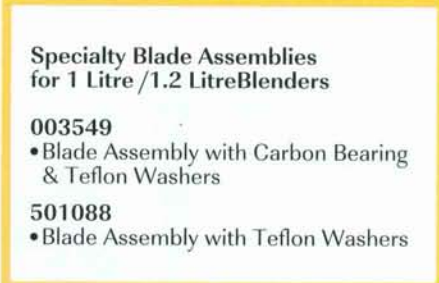 Specialty Blade Assemblies
for 1 Litre /1.2 LitreBlenders
003549
•Blade Assembly with Carbon Bearing
& Teflon Washers
501088
•Blade Assembly with Teflon Washers